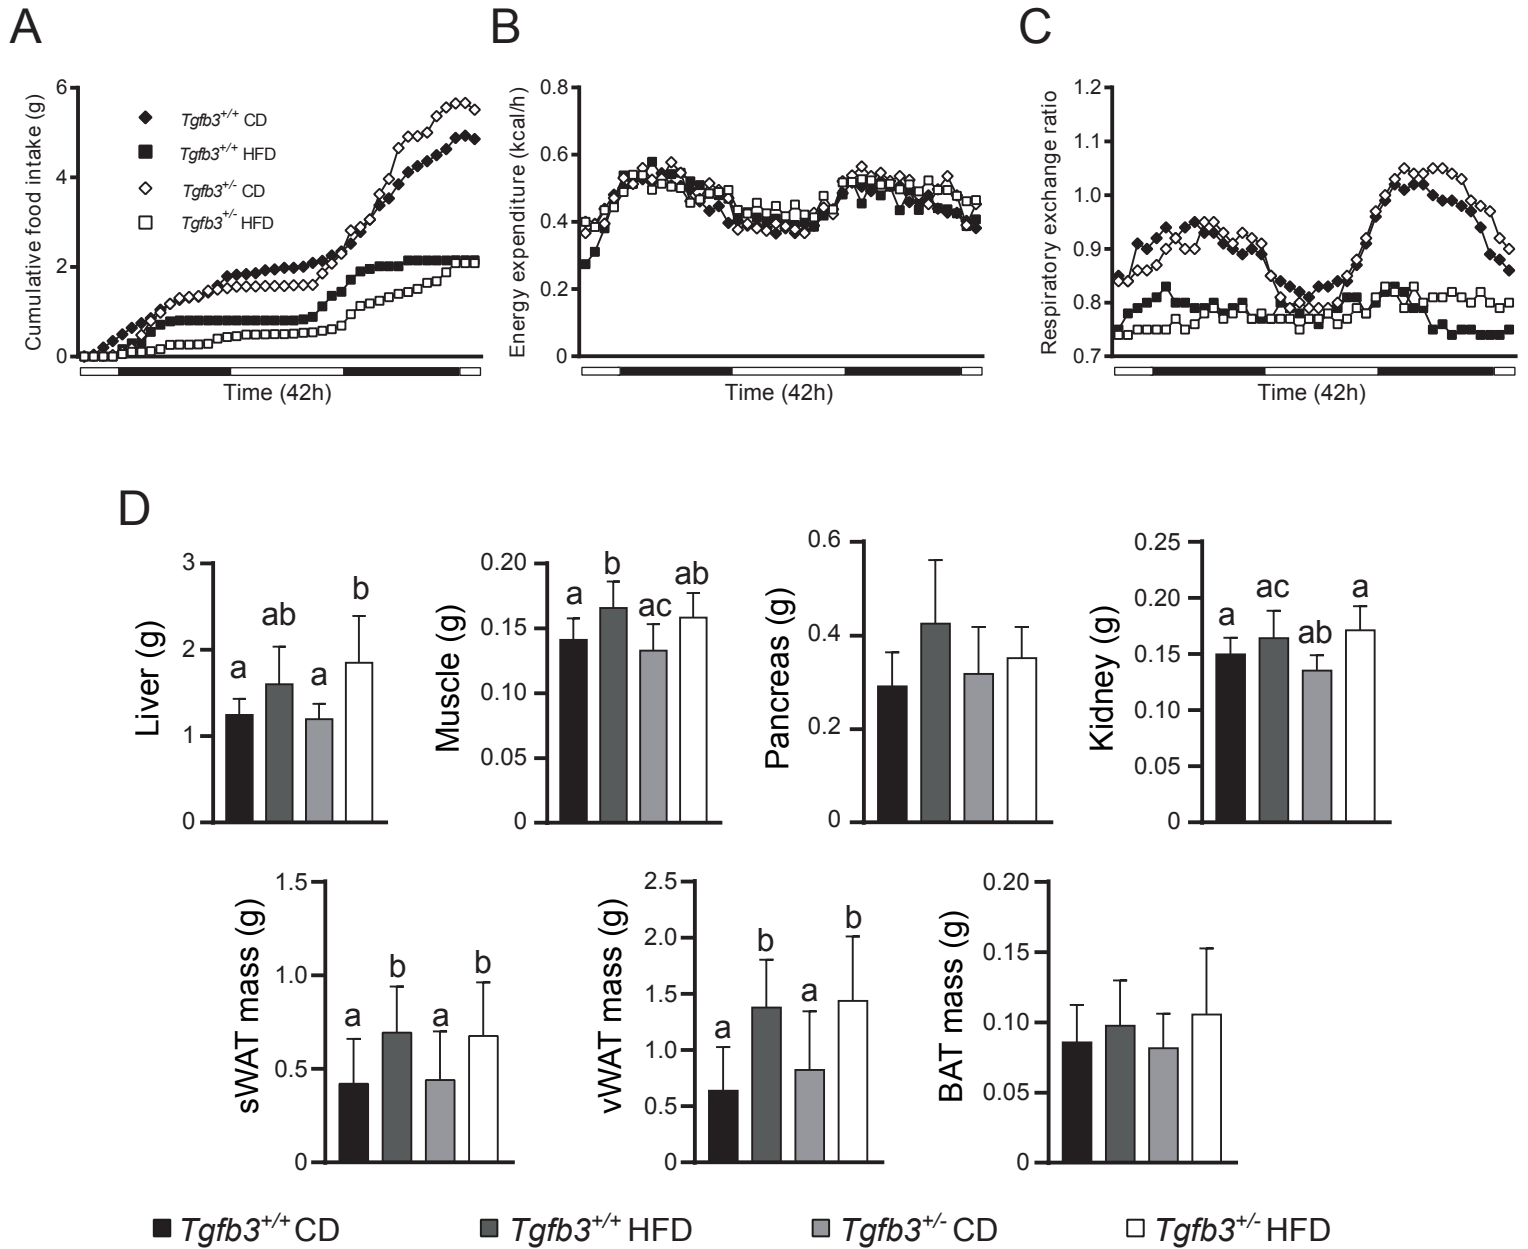 A
B
C
Cumulative food intake (g)
6
4
2
0
Tgfb3+/+ CD
Tgfb3+/+ HFD
Tgfb3+/- CD
Tgfb3+/- HFD
Time (42h)
Energy expenditure (kcal/h)
0.8
0.6
0.4
0.2
0
Time (42h)
Respiratory exchange ratio
1.2
1.1
1.0
0.9
0.8
0.7
Time (42h)
D
Liver (g)
3
2
1
0
a
ab
a
b
Muscle (g)
0.20
0.15
0.10
0.05
0
a
b
ac
ab
Pancreas (g)
0.6
0.4
0.2
0
Kidney (g)
0.25
0.20
0.15
0.10
0.05
0
a
ac
ab
a
sWAT mass (g)
1.5
1.0
0.5
0
a
b
a
b
vWAT mass (g)
2.5
2.0
1.5
1.0
0.5
0
a
b
a
b
BAT mass (g)
0.20
0.15
0.10
0.05
0
Tgfb3+/+ CD
Tgfb3+/+ HFD
Tgfb3+/- CD
Tgfb3+/- HFD